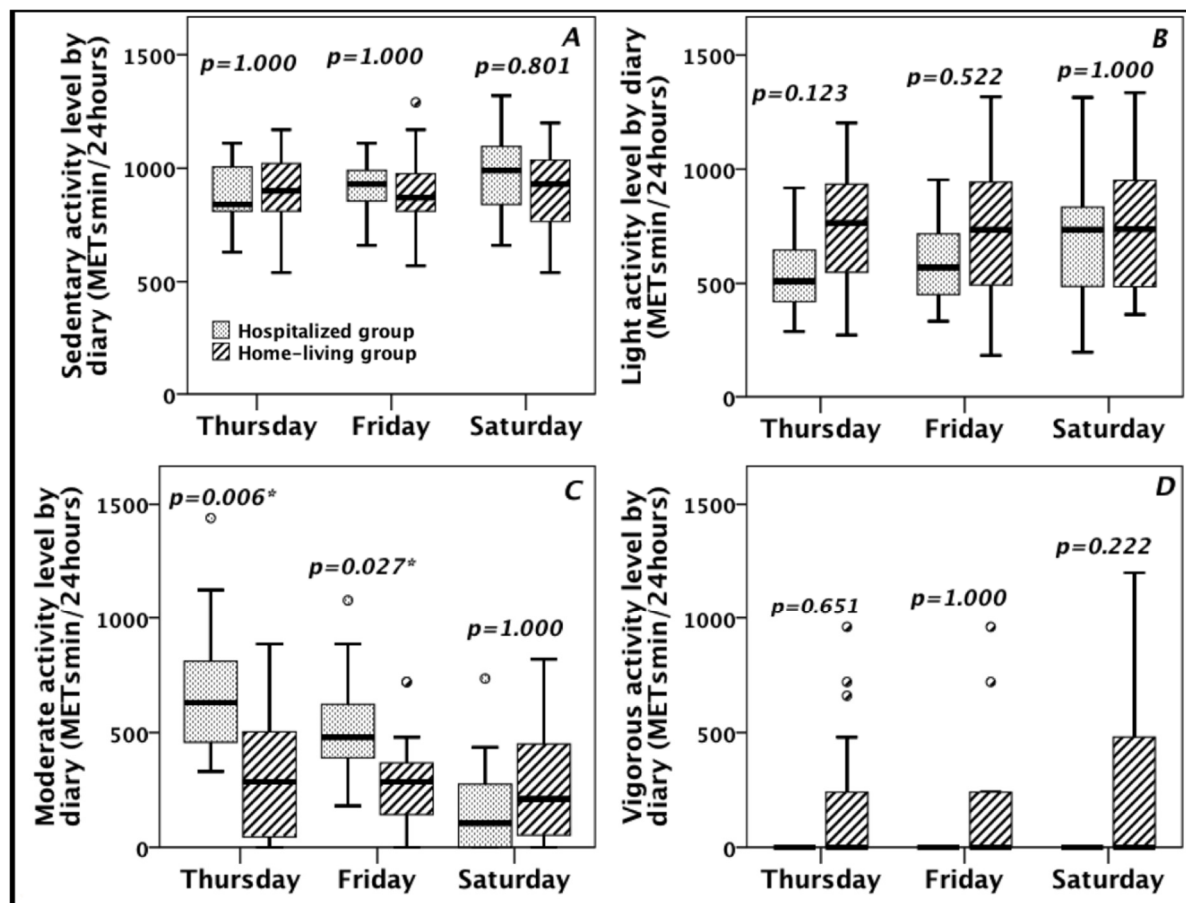 Sedentary activity level by
diary (METsmin/24hours)
A
1500
1000
500
0
p=1.000
p=1.000
p=0.801
Hospitalized group
Home-living group
Thursday
Friday
Saturday
Light activity level by diary
(METsmin/24hours)
B
1500
1000
500
0
p=0.123
p=0.522
p=1.000
Thursday
Friday
Saturday
Moderate activity level by
diary (METsmin/24hours)
C
1500
1000
500
0
p=0.006*
p=0.027*
p=1.000
Thursday
Friday
Saturday
Vigorous activity level by
diary (METsmin/24hours)
D
1500
1000
500
0
p=0.651
p=1.000
p=0.222
Thursday
Friday
Saturday